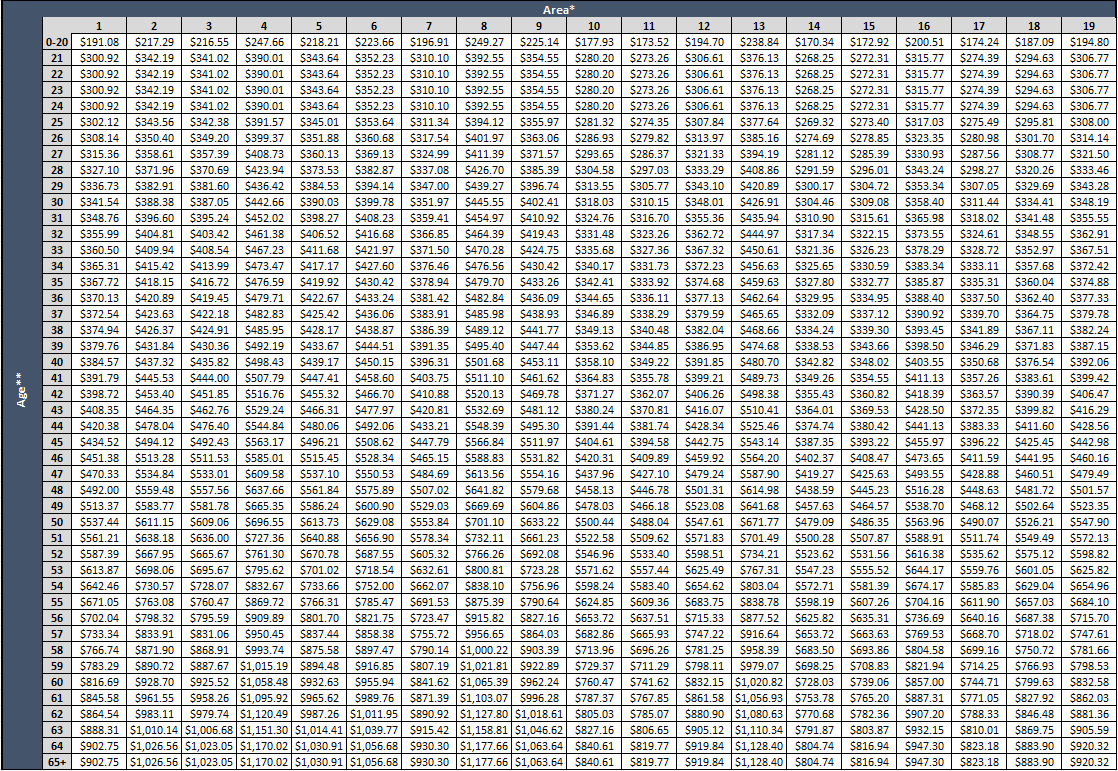 Area*
1 2 3 4 5 6 7 8 9 10 11 12 13 14 15 16 17 18 19
Age**
0-20 $191.08 $217.29 $216.55 $247.66 $218.21 $223.66 $196.91 $249.27 $225.14 $177.93 $173.52 $194.70 $238.84 $170.34 $172.92 $200.51 $174.24 $187.09 $194.80
21 $300.92 $342.19 $341.02 $390.01 $343.64 $352.23 $310.10 $392.55 $354.55 $280.20 $273.26 $306.61 $376.13 $268.25 $272.31 $315.77 $274.39 $294.63 $306.77
22 $300.92 $342.19 $341.02 $390.01 $343.64 $352.23 $310.10 $392.55 $354.55 $280.20 $273.26 $306.61 $376.13 $268.25 $272.31 $315.77 $274.39 $294.63 $306.77
23 $300.92 $342.19 $341.02 $390.01 $343.64 $352.23 $310.10 $392.55 $354.55 $280.20 $273.26 $306.61 $376.13 $268.25 $272.31 $315.77 $274.39 $294.63 $306.77
24 $300.92 $342.19 $341.02 $390.01 $343.64 $352.23 $310.10 $392.55 $354.55 $280.20 $273.26 $306.61 $376.13 $268.25 $272.31 $315.77 $274.39 $294.63 $306.77
25 $302.12 $343.56 $342.38 $391.57 $345.01 $353.64 $311.34 $394.12 $355.97 $281.32 $274.35 $307.84 $377.64 $269.32 $273.40 $317.03 $275.49 $295.81 $308.00
26 $308.14 $350.40 $349.20 $399.37 $351.88 $360.68 $317.54 $401.97 $363.06 $286.93 $279.82 $313.97 $385.16 $274.69 $278.85 $323.35 $280.98 $301.70 $314.14
27 $315.36 $358.61 $357.39 $408.73 $360.13 $369.13 $324.99 $411.39 $371.57 $293.65 $286.37 $321.33 $394.19 $281.12 $285.39 $330.93 $287.56 $308.77 $321.50
28 $327.10 $371.96 $370.69 $423.94 $373.53 $382.87 $337.08 $426.70 $385.39 $304.58 $297.03 $333.29 $408.86 $291.59 $296.01 $343.24 $298.27 $320.26 $333.46
29 $336.73 $382.91 $381.60 $436.42 $384.53 $394.14 $347.00 $439.27 $396.74 $313.55 $305.77 $343.10 $420.89 $300.17 $304.72 $353.34 $307.05 $329.69 $343.28
30 $341.54 $388.38 $387.05 $442.66 $390.03 $399.78 $351.97 $445.55 $402.41 $318.03 $310.15 $348.01 $426.91 $304.46 $309.08 $358.40 $311.44 $334.41 $348.19
31 $348.76 $396.60 $395.24 $452.02 $398.27 $408.23 $359.41 $454.97 $410.92 $324.76 $316.70 $355.36 $435.94 $310.90 $315.61 $365.98 $318.02 $341.48 $355.55
32 $355.99 $404.81 $403.42 $461.38 $406.52 $416.68 $366.85 $464.39 $419.43 $331.48 $323.26 $362.72 $444.97 $317.34 $322.15 $373.55 $324.61 $348.55 $362.91
33 $360.50 $409.94 $408.54 $467.23 $411.68 $421.97 $371.50 $470.28 $424.75 $335.68 $327.36 $367.32 $450.61 $321.36 $326.23 $378.29 $328.72 $352.97 $367.51
34 $365.31 $415.42 $413.99 $473.47 $417.17 $427.60 $376.46 $476.56 $430.42 $340.17 $331.73 $372.23 $456.63 $325.65 $330.59 $383.34 $333.11 $357.68 $372.42
35 $367.72 $418.15 $416.72 $476.59 $419.92 $430.42 $378.94 $479.70 $433.26 $342.41 $333.92 $374.68 $459.63 $327.80 $332.77 $385.87 $335.31 $360.04 $374.88
36 $370.13 $420.89 $419.45 $479.71 $422.67 $433.24 $381.42 $482.84 $436.09 $344.65 $336.11 $377.13 $462.64 $329.95 $334.95 $388.40 $337.50 $362.40 $377.33
37 $372.54 $423.63 $422.18 $482.83 $425.42 $436.06 $383.91 $485.98 $438.93 $346.89 $338.29 $379.59 $465.65 $332.09 $337.12 $390.92 $339.70 $364.75 $379.78
38 $374.94 $426.37 $424.91 $485.95 $428.17 $438.87 $386.39 $489.12 $441.77 $349.13 $340.48 $382.04 $468.66 $334.24 $339.30 $393.45 $341.89 $367.11 $382.24
39 $379.76 $431.84 $430.36 $492.19 $433.67 $444.51 $391.35 $495.40 $447.44 $353.62 $344.85 $386.95 $474.68 $338.53 $343.66 $398.50 $346.29 $371.83 $387.15
40 $384.57 $437.32 $435.82 $498.43 $439.17 $450.15 $396.31 $501.68 $453.11 $358.10 $349.22 $391.85 $480.70 $342.82 $348.02 $403.55 $350.68 $376.54 $392.06
41 $391.79 $445.53 $444.00 $507.79 $447.41 $458.60 $403.75 $511.10 $461.62 $364.83 $355.78 $399.21 $489.73 $349.26 $354.55 $411.13 $357.26 $383.61 $399.42
42 $398.72 $453.40 $451.85 $516.76 $455.32 $466.70 $410.88 $520.13 $469.78 $371.27 $362.07 $406.26 $498.38 $355.43 $360.82 $418.39 $363.57 $390.39 $406.47
43 $408.35 $464.35 $462.76 $529.24 $466.31 $477.97 $420.81 $532.69 $481.12 $380.24 $370.81 $416.07 $510.41 $364.01 $369.53 $428.50 $372.35 $399.82 $416.29
44 $420.38 $478.04 $476.40 $544.84 $480.06 $492.06 $433.21 $548.39 $495.30 $391.44 $381.74 $428.34 $525.46 $374.74 $380.42 $441.13 $383.33 $411.60 $428.56
45 $434.52 $494.12 $492.43 $563.17 $496.21 $508.62 $447.79 $566.84 $511.97 $404.61 $394.58 $442.75 $543.14 $387.35 $393.22 $455.97 $396.22 $425.45 $442.98
46 $451.38 $513.28 $511.53 $585.01 $515.45 $528.34 $465.15 $588.83 $531.82 $420.31 $409.89 $459.92 $564.20 $402.37 $408.47 $473.65 $411.59 $441.95 $460.16
47 $470.33 $534.84 $533.01 $609.58 $537.10 $550.53 $484.69 $613.56 $554.16 $437.96 $427.10 $479.24 $587.90 $419.27 $425.63 $493.55 $428.88 $460.51 $479.49
48 $492.00 $559.48 $557.56 $637.66 $561.84 $575.89 $507.02 $641.82 $579.68 $458.13 $446.78 $501.31 $614.98 $438.59 $445.23 $516.28 $448.63 $481.72 $501.57
49 $513.37 $583.77 $581.78 $665.35 $586.24 $600.90 $529.03 $669.69 $604.86 $478.03 $466.18 $523.08 $641.68 $457.63 $464.57 $538.70 $468.12 $502.64 $523.35
50 $537.44 $611.15 $609.06 $696.55 $613.73 $629.08 $553.84 $701.10 $633.22 $500.44 $488.04 $547.61 $671.77 $479.09 $486.35 $563.96 $490.07 $526.21 $547.90
51 $561.21 $638.18 $636.00 $727.36 $640.88 $656.90 $578.34 $732.11 $661.23 $522.58 $509.62 $571.83 $701.49 $500.28 $507.87 $588.91 $511.74 $549.49 $572.13
52 $587.39 $667.95 $665.67 $761.30 $670.78 $687.55 $605.32 $766.26 $692.08 $546.96 $533.40 $598.51 $734.21 $523.62 $531.56 $616.38 $535.62 $575.12 $598.82
53 $613.87 $698.06 $695.67 $795.62 $701.02 $718.54 $632.61 $800.81 $723.28 $571.62 $557.44 $625.49 $767.31 $547.23 $555.52 $644.17 $559.76 $601.05 $625.82
54 $642.46 $730.57 $728.07 $832.67 $733.66 $752.00 $662.07 $838.10 $756.96 $598.24 $583.40 $654.62 $803.04 $572.71 $581.39 $674.17 $585.83 $629.04 $654.96
55 $671.05 $763.08 $760.47 $869.72 $766.31 $785.47 $691.53 $875.39 $790.64 $624.85 $609.36 $683.75 $838.78 $598.19 $607.26 $704.16 $611.90 $657.03 $684.10
56 $702.04 $798.32 $795.59 $909.89 $801.70 $821.75 $723.47 $915.82 $827.16 $653.72 $637.51 $715.33 $877.52 $625.82 $635.31 $736.69 $640.16 $687.38 $715.70
57 $733.34 $833.91 $831.06 $950.45 $837.44 $858.38 $755.72 $956.65 $864.03 $682.86 $665.93 $747.22 $916.64 $653.72 $663.63 $769.53 $668.70 $718.02 $747.61
58 $766.74 $871.90 $868.91 $993.74 $875.58 $897.47 $790.14 $1,000.22 $903.39 $713.96 $696.26 $781.25 $958.39 $683.50 $693.86 $804.58 $699.16 $750.72 $781.66
59 $783.29 $890.72 $887.67 $1,015.19 $894.48 $916.85 $807.19 $1,021.81 $922.89 $729.37 $711.29 $798.11 $979.07 $698.25 $708.83 $821.94 $714.25 $766.93 $798.53
60 $816.69 $928.70 $925.52 $1,058.48 $932.63 $955.94 $841.62 $1,065.39 $962.24 $760.47 $741.62 $832.15 $1,020.82 $728.03 $739.06 $857.00 $744.71 $799.63 $832.58
61 $845.58 $961.55 $958.26 $1,095.92 $965.62 $989.76 $871.39 $1,103.07 $996.28 $787.37 $767.85 $861.58 $1,056.93 $753.78 $765.20 $887.31 $771.05 $827.92 $862.03
62 $864.54 $983.11 $979.74 $1,120.49 $987.26 $1,011.95 $890.92 $1,127.80 $1,018.61 $805.03 $785.07 $880.90 $1,080.63 $770.68 $782.36 $907.20 $788.33 $846.48 $881.36
63 $888.31 $1,010.14 $1,006.68 $1,151.30 $1,014.41 $1,039.77 $915.42 $1,158.81 $1,046.62 $827.16 $806.65 $905.12 $1,110.34 $791.87 $803.87 $932.15 $810.01 $869.75 $905.59
64 $902.75 $1,026.56 $1,023.05 $1,170.02 $1,030.91 $1,056.68 $930.30 $1,177.66 $1,063.64 $840.61 $819.77 $919.84 $1,128.40 $804.74 $816.94 $947.30 $823.18 $883.90 $920.32
65+ $902.75 $1,026.56 $1,023.05 $1,170.02 $1,030.91 $1,056.68 $930.30 $1,177.66 $1,063.64 $840.61 $819.77 $919.84 $1,128.40 $804.74 $816.94 $947.30 $823.18 $883.90 $920.32